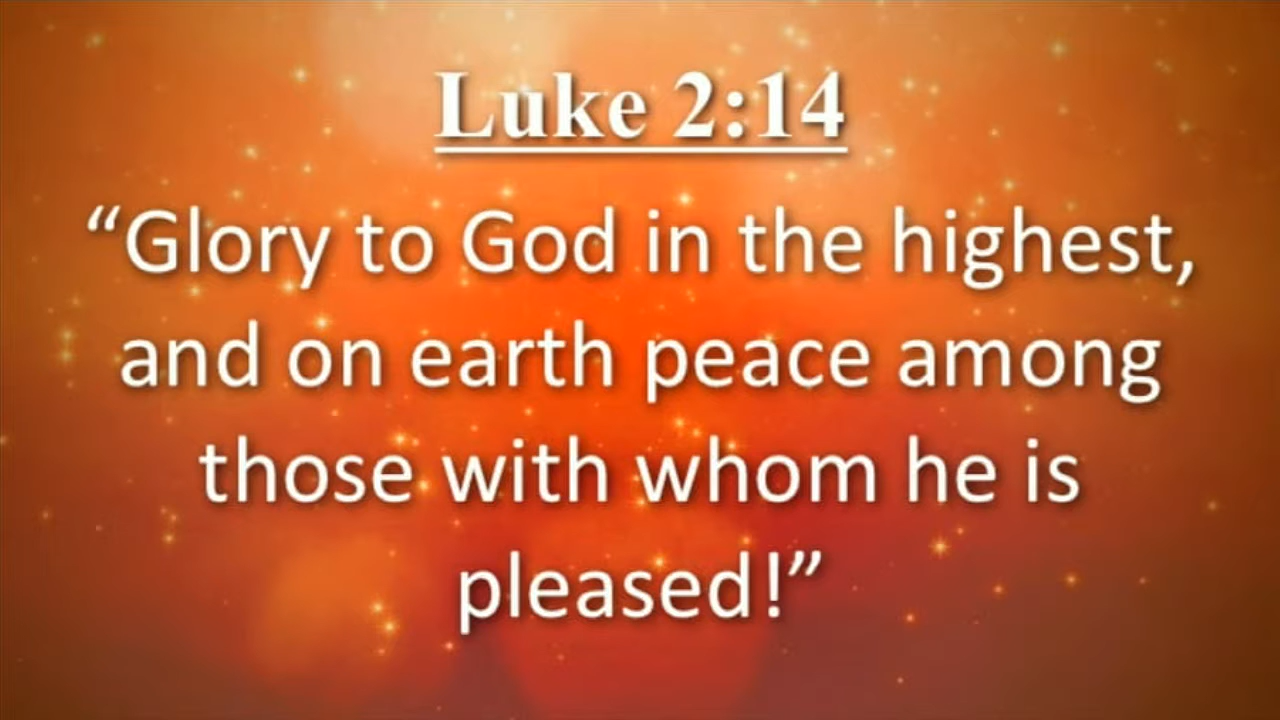 Luke 2:14
“Glory to God in the highest,
and on earth peace among
those with whom he is
pleased!”